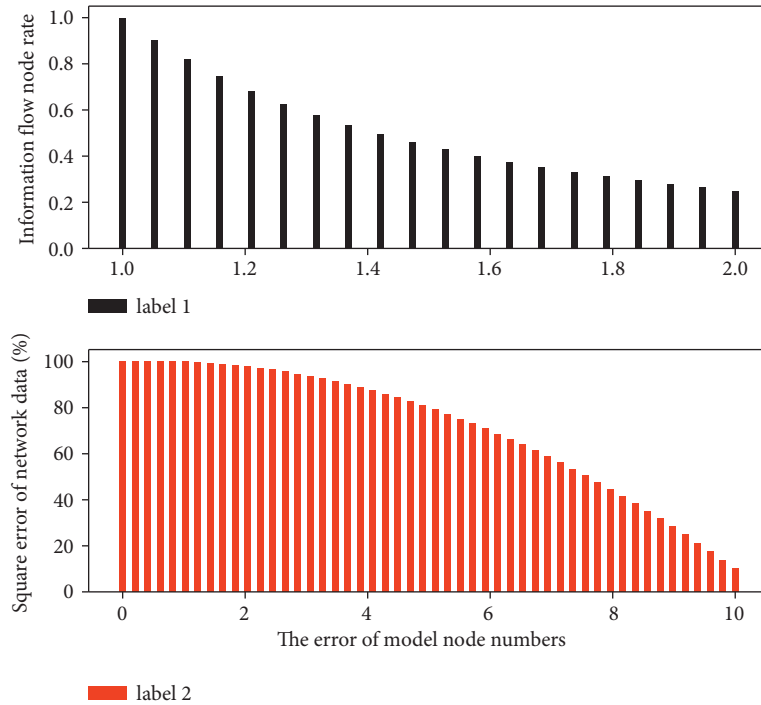 Information flow node rate
1.0
0.8
0.6
0.4
0.2
0.0
1.0 1.2 1.4 1.6 1.8 2.0
label 1
Square error of network data (%)
100
80
60
40
20
0
0 2 4 6 8 10
The error of model node numbers
label 2